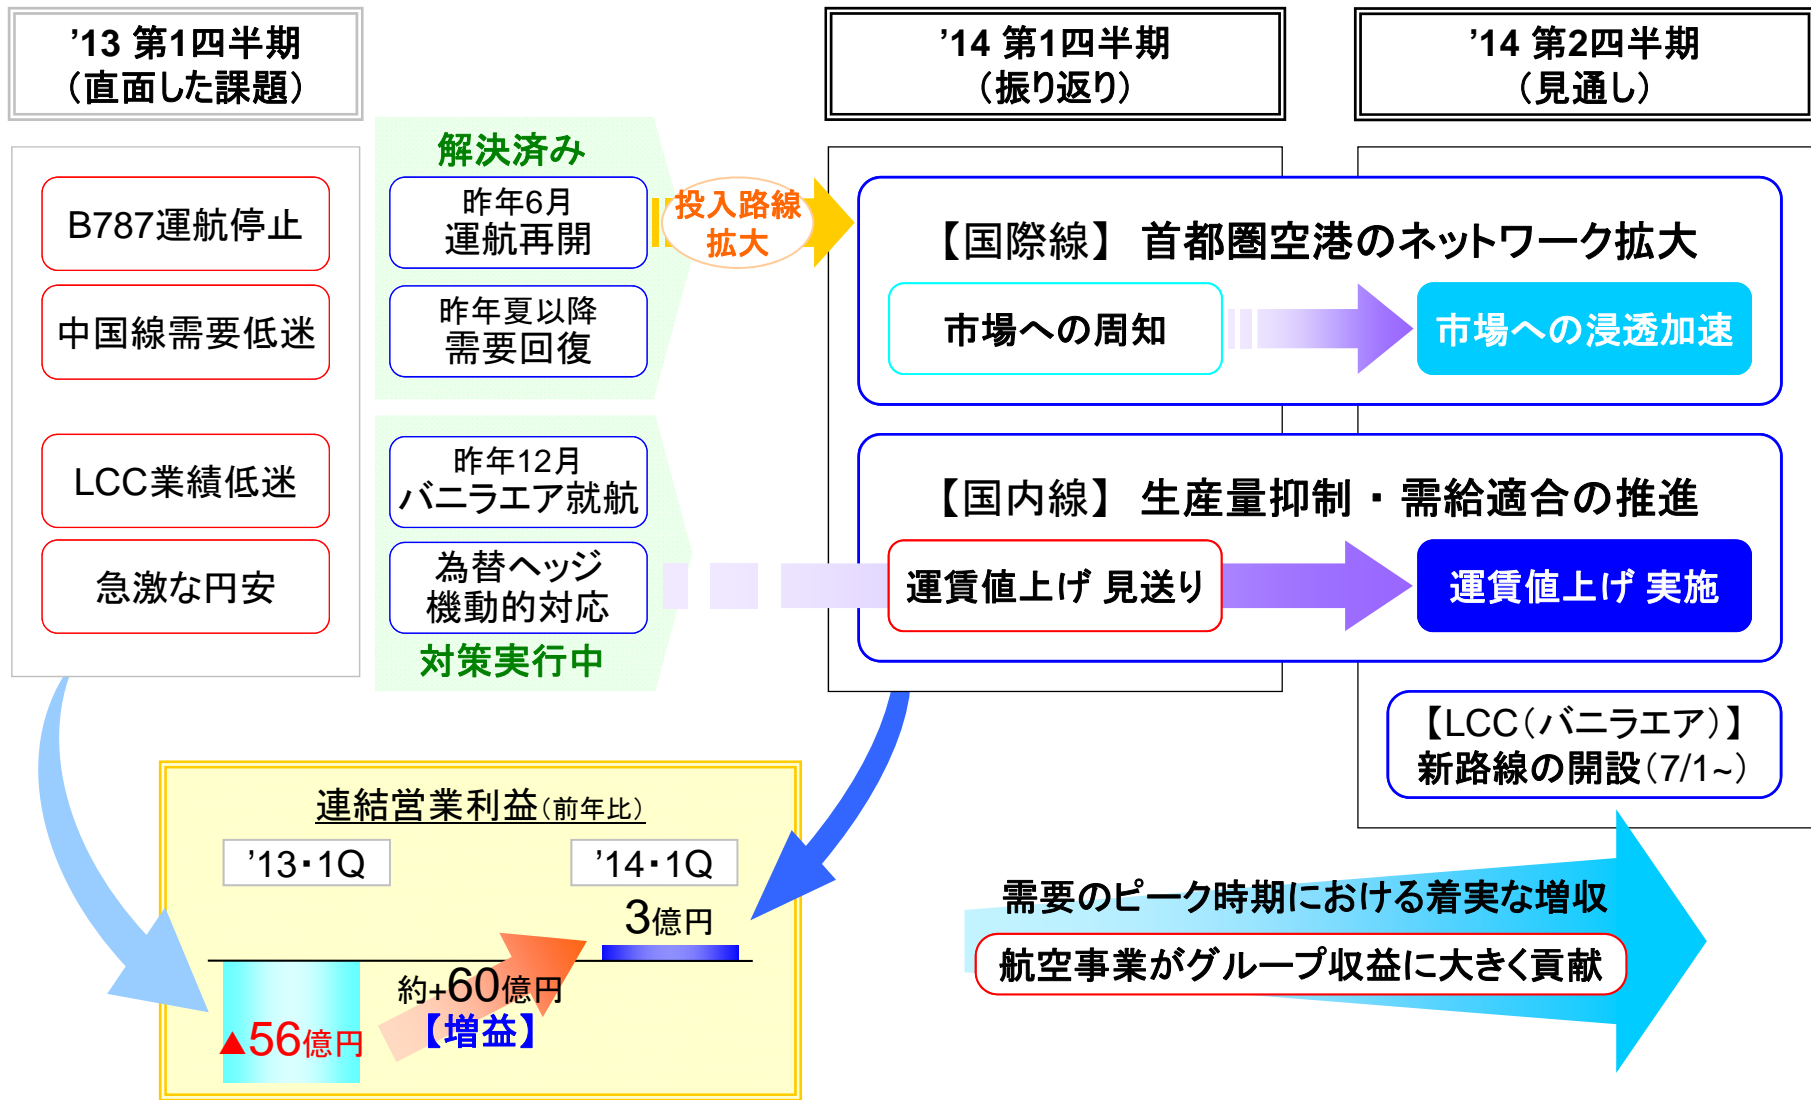 ’13 第1四半期
（直面した課題）
’14 第1四半期
（振り返り）
’14 第2四半期
（見通し）
B787運航停止
中国線需要低迷
LCC業績低迷
急激な円安
解決済み
昨年6月
運航再開
昨年夏以降
需要回復
投入路線
拡大
昨年12月
バニラエア就航
為替ヘッジ
機動的対応
対策実行中
【国際線】 首都圏空港のネットワーク拡大
市場への周知
市場への浸透加速
【国内線】 生産量抑制・需給適合の推進
運賃値上げ 見送り
運賃値上げ 実施
【LCC（バニラエア）】
新路線の開設（7/1~）
連結営業利益（前年比）
’13・1Q
’14・1Q
3億円
約+60億円
【増益】
▲56億円
需要のピーク時期における着実な増収
航空事業がグループ収益に大きく貢献